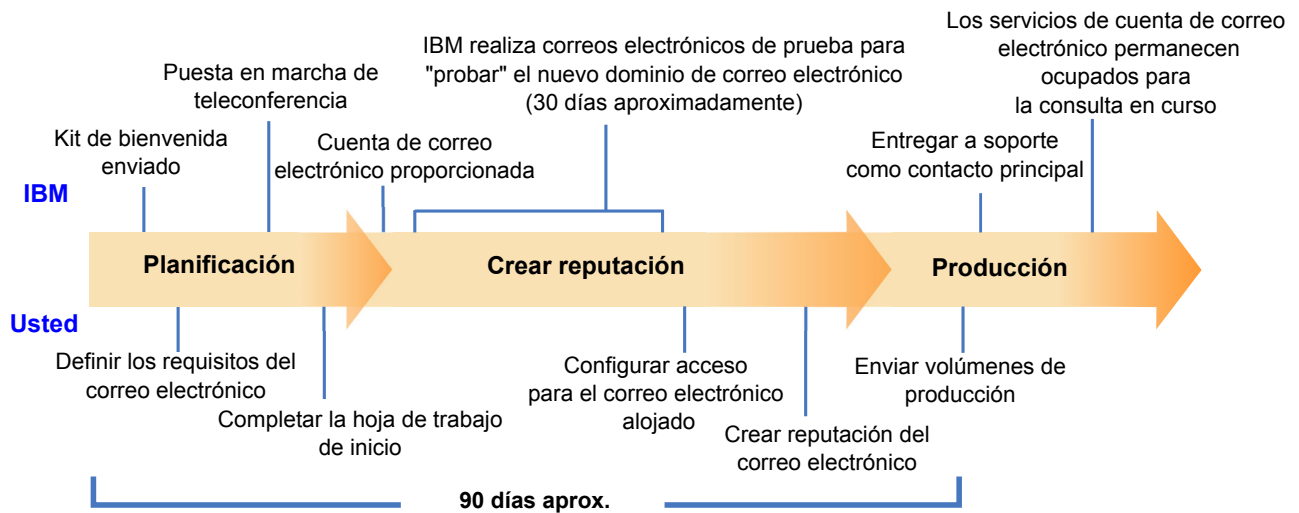 Los servicios de cuenta de correo
electrónico permanecen
ocupados para
la consulta en curso
IBM realiza correos electrónicos de prueba para
"probar" el nuevo dominio de correo electrónico
(30 días aproximadamente)
Puesta en marcha de
teleconferencia
Kit de bienvenida
enviado
Cuenta de correo
electrónico proporcionada
Entregar a soporte
como contacto principal
IBM
Planificación
Crear reputación
Producción
Usted
Definir los requisitos del
correo electrónico
Completar la hoja de trabajo
de inicio
Configurar acceso
para el correo electrónico
alojado
Crear reputación del
correo electrónico
Enviar volúmenes de
producción
90 días aprox.